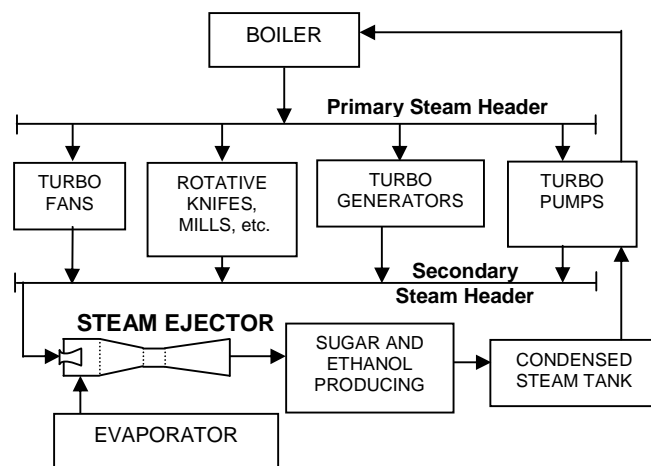 BOILER
Primary Steam Header
TURBO
FANS
ROTATIVE
KNIFES,
MILLS, etc.
TURBO
GENERATORS
TURBO
PUMPS
Secondary
Steam Header
STEAM EJECTOR
SUGAR AND
ETHANOL
PRODUCING
CONDENSED
STEAM TANK
EVAPORATOR